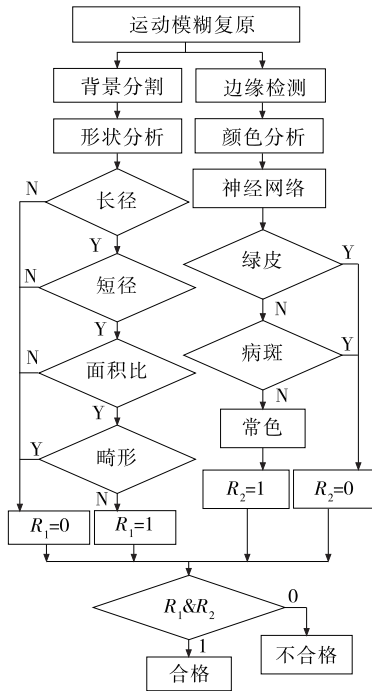 运动模糊复原
背景分割
边缘检测
形状分析
颜色分析
神经网络
N
长径
Y
绿皮
Y
N
短径
N
Y
病斑
Y
N
面积比
N
Y
常色
Y
畸形
N
R2=1
R2=0
R1=0
R1=1
R1&R2
0
1
不合格
合格